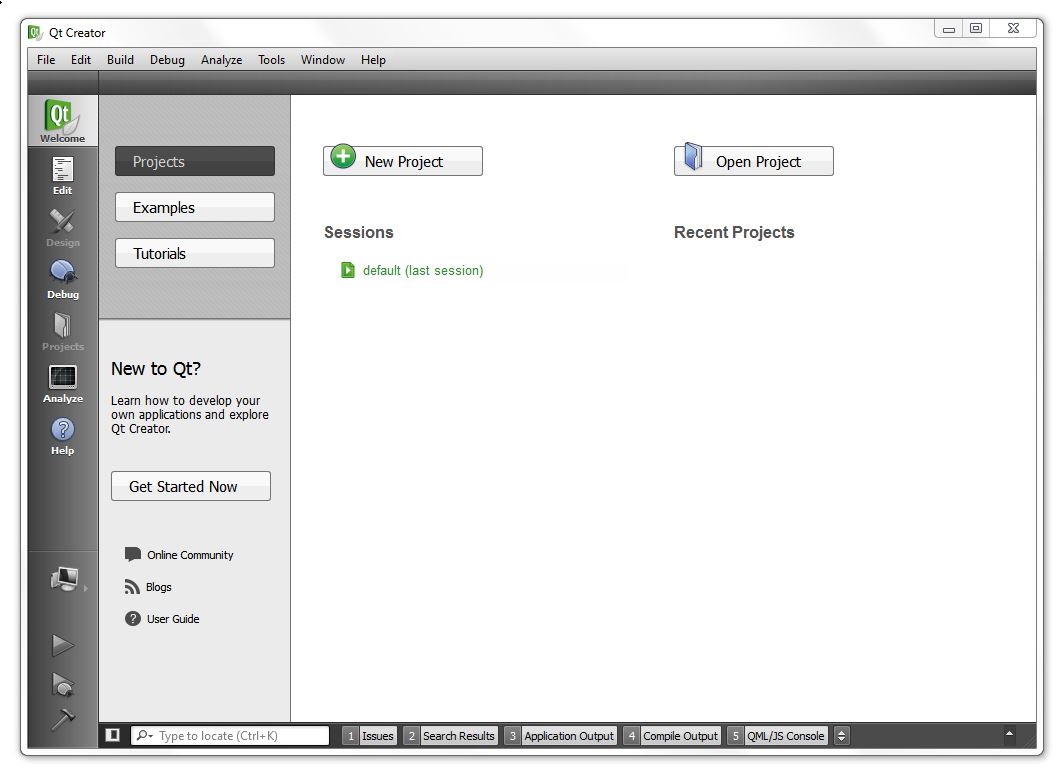 Qt Creator
File Edit Build Debug Analyze Tools Window Help
Qt
Welcome
Edit
Design
Debug
Projects
Analyze
Help
Projects
Examples
Tutorials
New to Qt?
Learn how to develop your
own applications and explore
Qt Creator.
Get Started Now
Online Community
Blogs
? User Guide
New Project
Open Project
Sessions
default (last session)
Recent Projects
Type to locate (Ctrl+K)
1 Issues 2 Search Results 3 Application Output 4 Compile Output 5 QML/JS Console